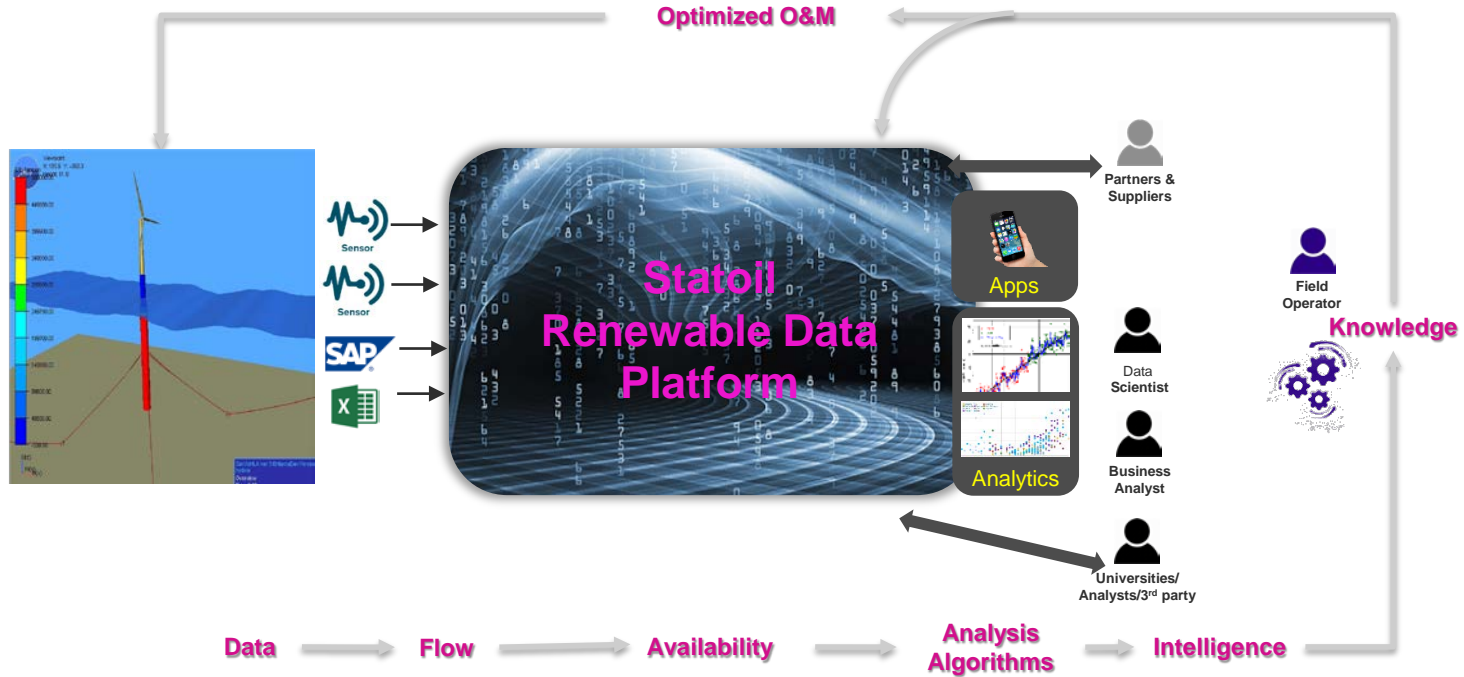 Optimized O&M
Sensor
Sensor
SAP
X
Statoil
Renewable Data
Platform
Apps
Analytics
Partners &
Suppliers
Field
Operator
Knowledge
Data
Scientist
Business
Analyst
Universities/
Analysts/3rd party
Data
Flow
Availability
Analysis
Algorithms
Intelligence